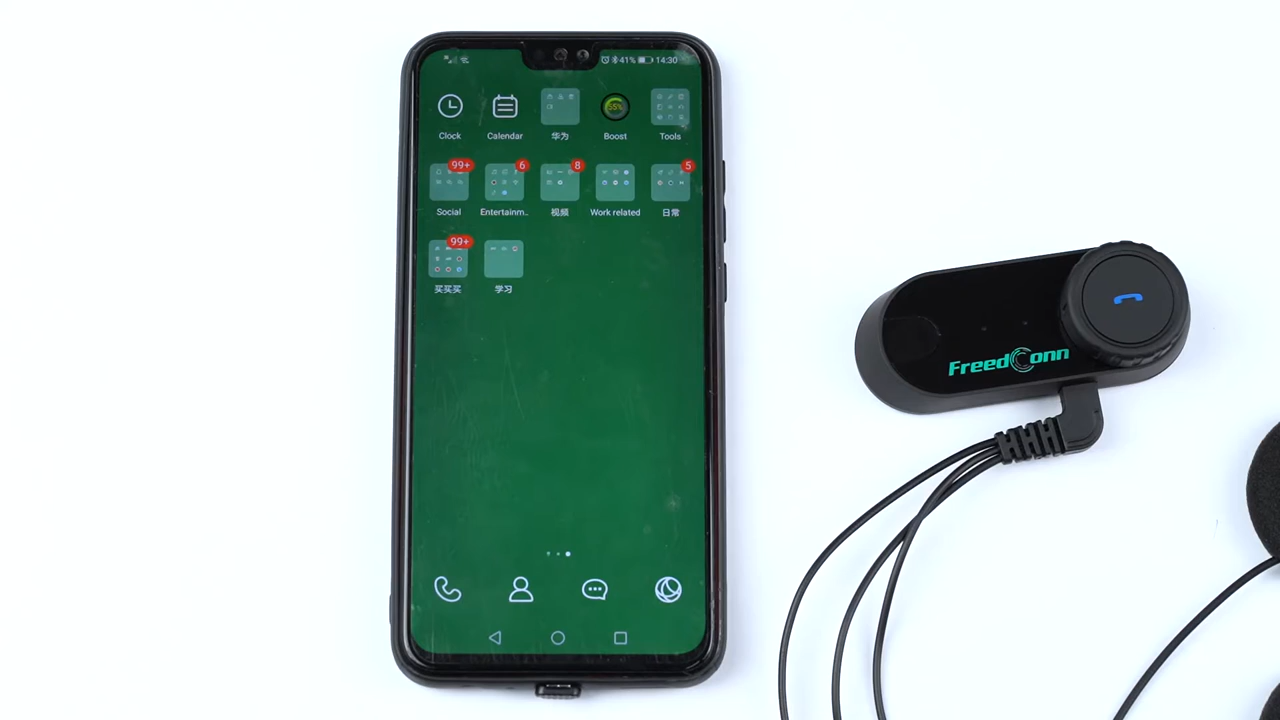 41% 14:30
Clock Calendar 华为 Boost Tools
55%
99+ 6 8 5
Social Entertainm.. 视频 Work related 日常
99+
买买买 学习
FreedConn